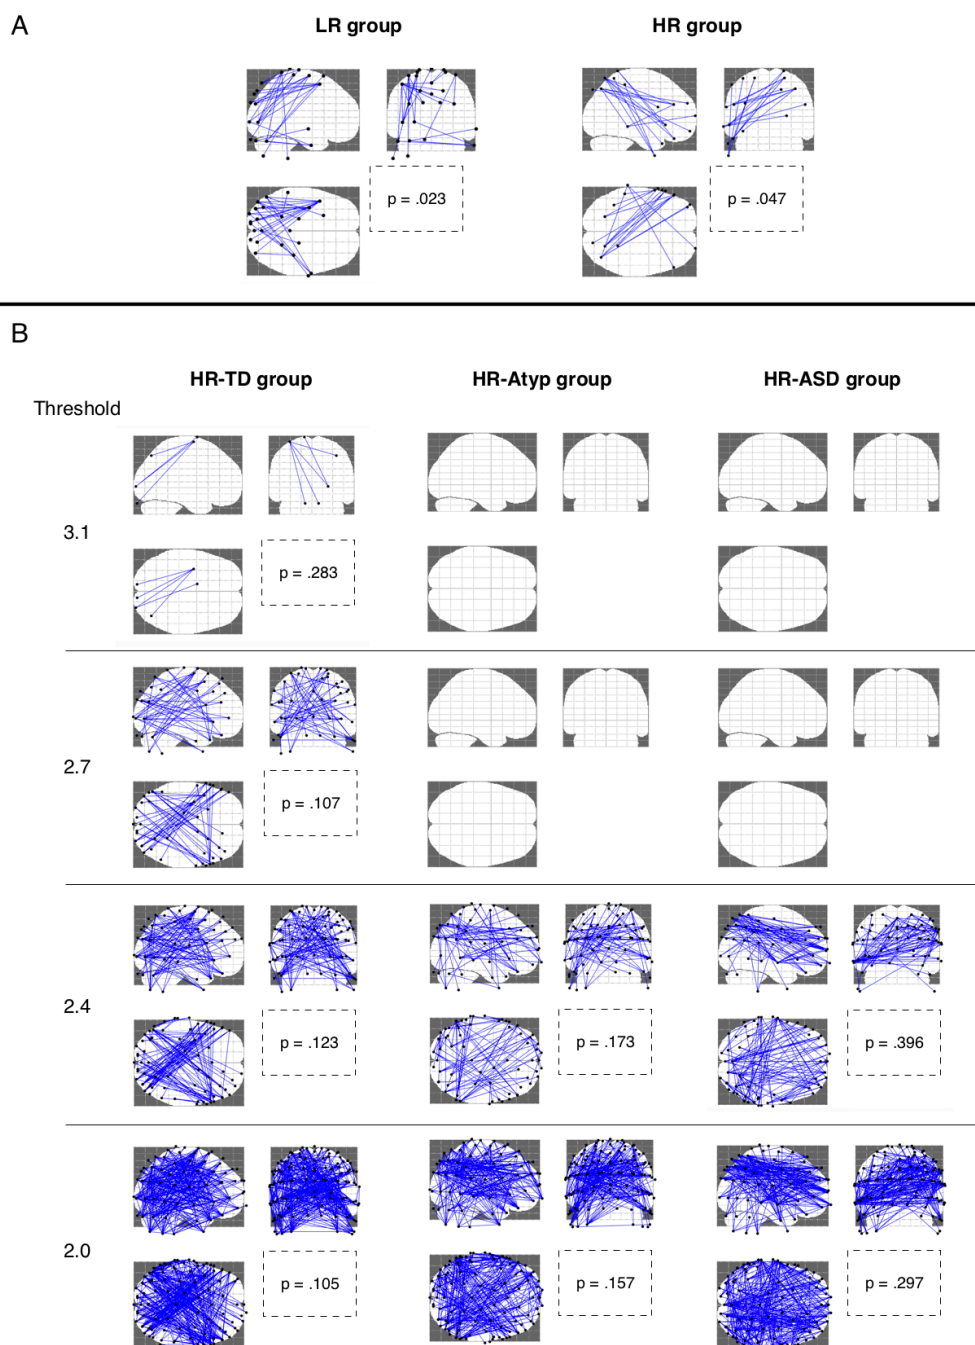 A
LR group
HR group
p = .023
p = .047
B
HR-TD group
HR-Atyp group
HR-ASD group
Threshold
3.1
p = .283
2.7
p = .107
2.4
p = .123
p = .173
p = .396
2.0
p = .105
p = .157
p = .297